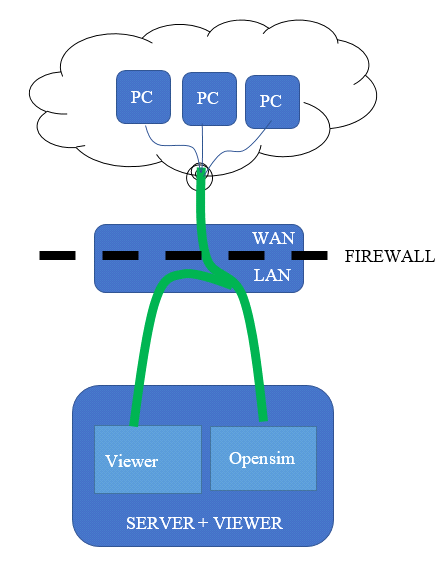 PC
PC
PC
WAN
FIREWALL
LAN
Viewer
Opensim
SERVER + VIEWER